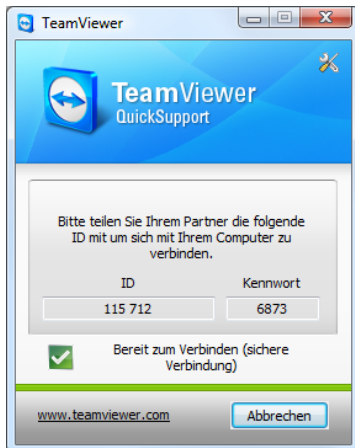 TeamViewer
TeamViewer
QuickSupport
Bitte teilen Sie Ihrem Partner die folgende
ID mit um sich mit Ihrem Computer zu
verbinden.
ID Kennwort
115 712 6873
Bereit zum Verbinden (sichere
Verbindung)
www.teamviewer.com Abbrechen